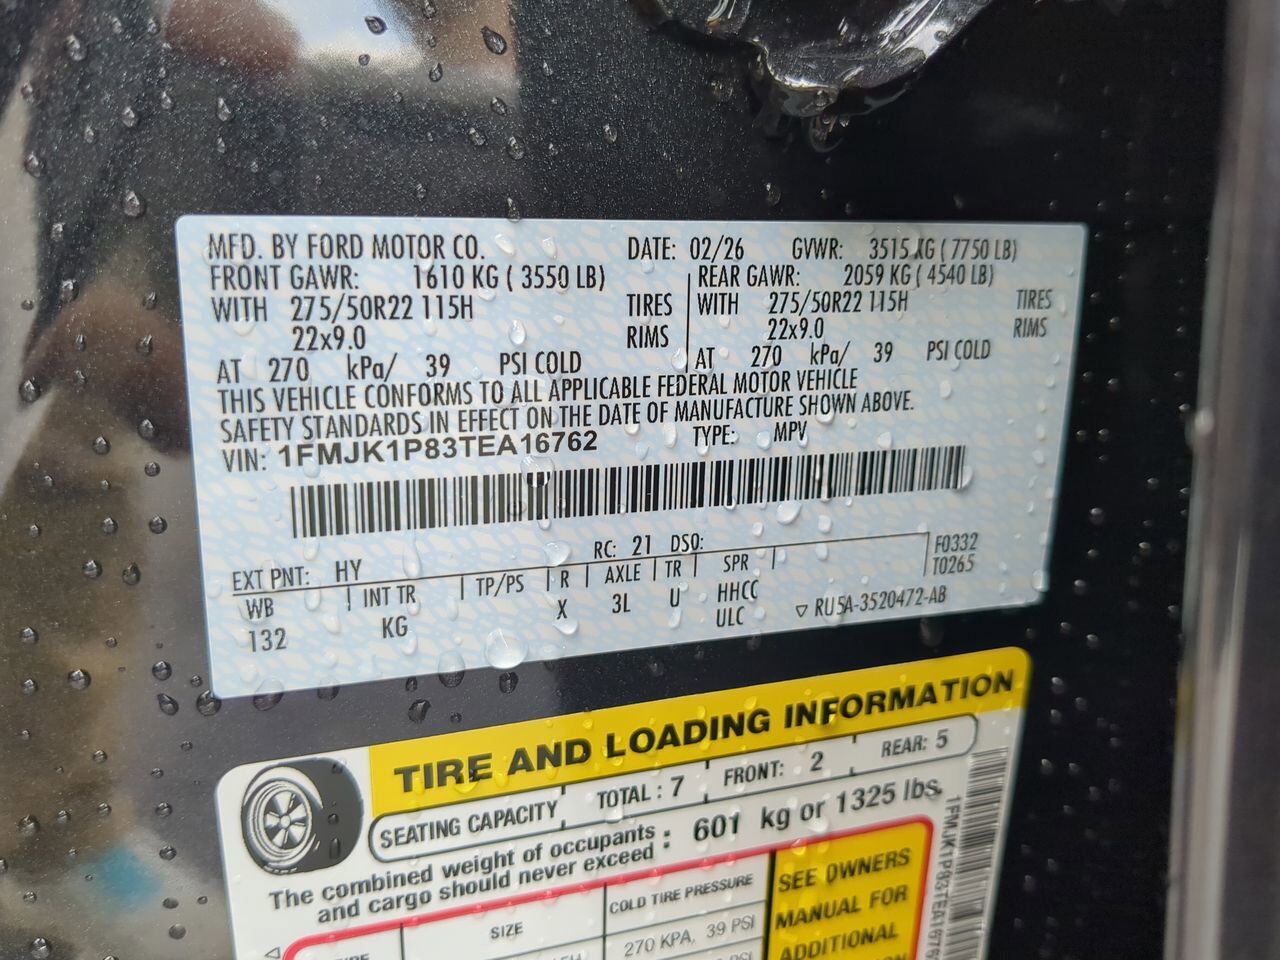 MFD. BY FORD MOTOR CO. DATE: 02/26 GVWR: 3515 KG ( 7750 LB)
FRONT GAWR: 1610 KG ( 3550 LB) REAR GAWR: 2059 KG ( 4540 LB)
WITH 275/50R22 115H TIRES WITH 275/50R22 115H TIRES
22x9.0 RIMS 22x9.0 RIMS
AT 270 kPa/ 39 PSI COLD AT 270 kPa/ 39 PSI COLD
THIS VEHICLE CONFORMS TO ALL APPLICABLE FEDERAL MOTOR VEHICLE
SAFETY STANDARDS IN EFFECT ON THE DATE OF MANUFACTURE SHOWN ABOVE.
VIN: 1FMJK1P83TEA16762 TYPE: MPV
EXT PNT: HY RC: 21 DSO: F0332
WB INT TR TP/PS R AXLE TR SPR T0265
132 KG X 3L U HHCC
ULC ▽ RU5A-3520472-AB
TIRE AND LOADING INFORMATION
SEATING CAPACITY TOTAL : 7 FRONT: 2 REAR: 5
The combined weight of occupants
and cargo should never exceed : 601 kg or 1325 lbs.
SIZE COLD TIRE PRESSURE
270 KPA, 39 PSI
SEE OWNERS
MANUAL FOR
ADDITIONAL